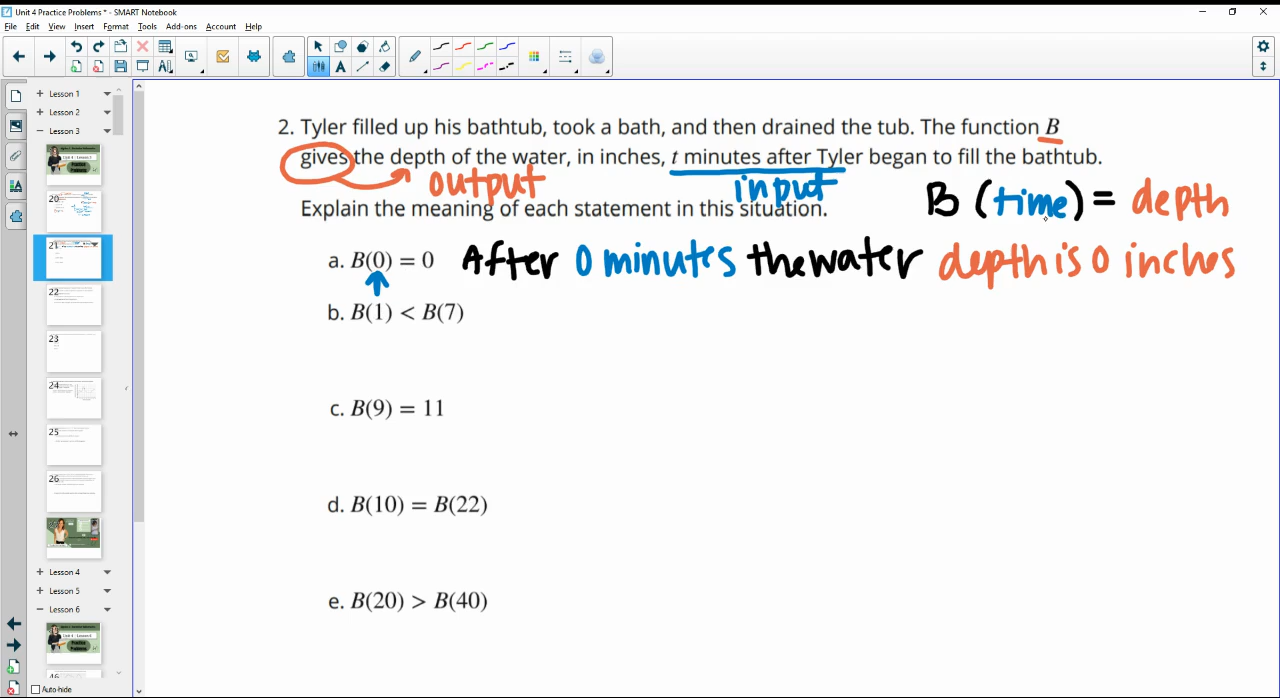 Unit 4 Practice Problems * - SMART Notebook
File Edit View Insert Format Tools Add-ons Account Help
Lesson 1
Lesson 2
Lesson 3
20
21
22
23
24
25
26
Lesson 4
Lesson 5
Lesson 6
46
Auto-hide
2. Tyler filled up his bathtub, took a bath, and then drained the tub. The function B
gives the depth of the water, in inches, t minutes after Tyler began to fill the bathtub.
output
input
Explain the meaning of each statement in this situation.
B (time) = depth
a. B(0) = 0
After 0 minutes the water depth is 0 inches
b. B(1) < B(7)
c. B(9) = 11
d. B(10) = B(22)
e. B(20) > B(40)